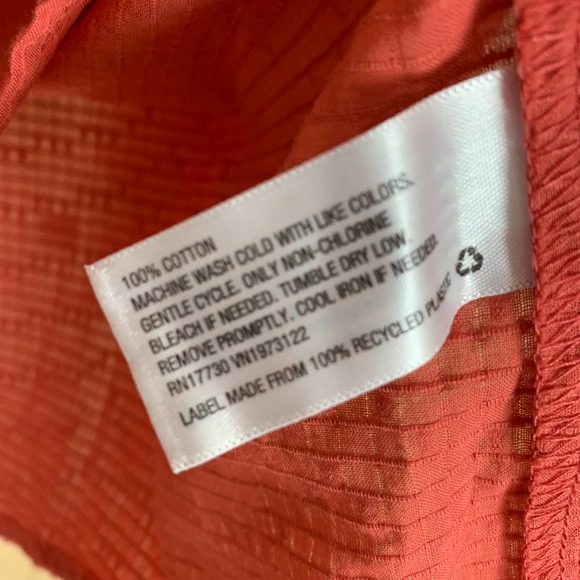 100% COTTON
MACHINE WASH COLD WITH LIKE COLORS.
GENTLE CYCLE. ONLY NON-CHLORINE
BLEACH IF NEEDED. TUMBLE DRY LOW.
REMOVE PROMPTLY. COOL IRON IF NEEDED.
RN17730 VN1973122
LABEL MADE FROM 100% RECYCLED PLASTIC